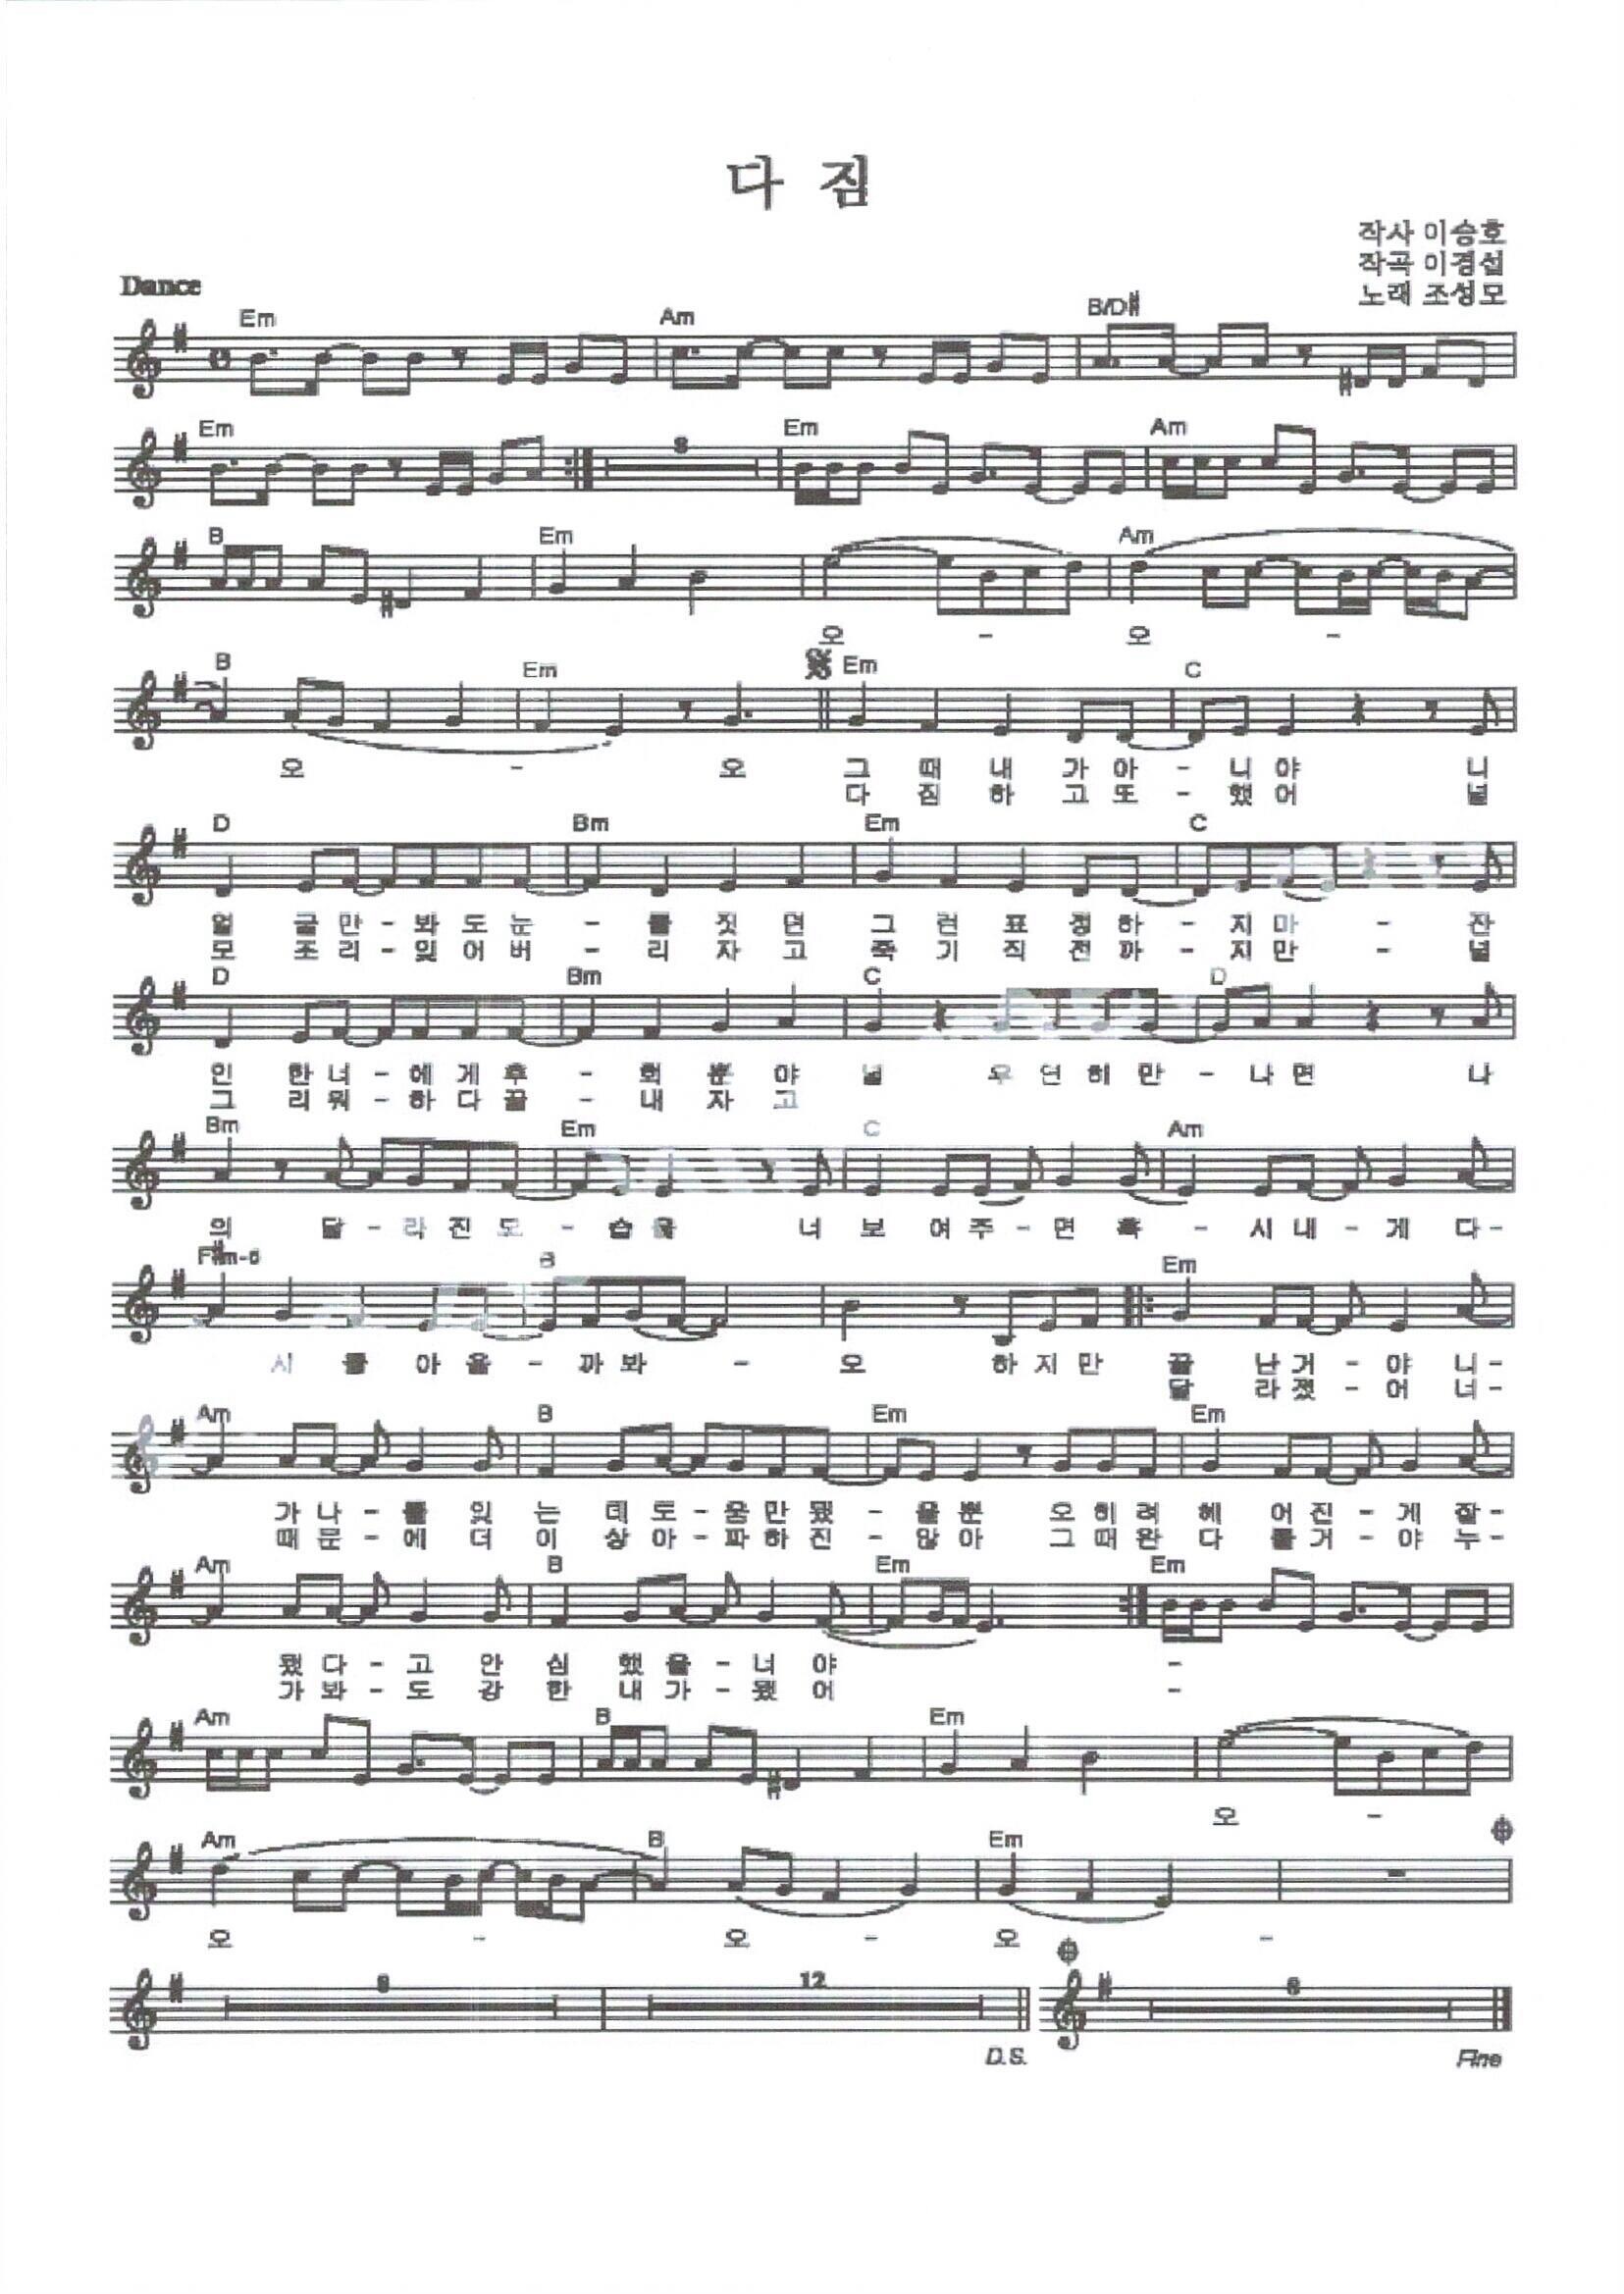 다 짐
작사 이승호
작곡 이경섭
노래 조성모
Dance
Em Am B/D#
Em 8 Em Am
B Em Am
오 - 오 -
B Em Em C
오 - 오 그 때 내 가 아 - 니 야 니
다 짐 하 고 또 - 했 어 널
D Bm Em C
얼 굴 만 - 봐 도 눈 - 물 짓 던 그 런 표 정 하 - 지 마 - 잔
모 조 리 - 잊 어 버 - 리 자 고 죽 기 직 전 까 - 지 만 - 널
D Bm C D
인 한 너 - 에 게 후 - 회 뿐 야 널 우 연 히 만 - 나 면 나
그 리 워 - 하 다 끝 - 내 자 고
Bm Em C Am
의 달 - 라 진 모 - 습 을 너 보 여 주 - 면 혹 - 시 내 - 게 다 -
F#m-5 B Em
시 올 아 올 - 까 봐 - 오 하 지 만 끝 난 거 - 야 니 -
달 라 졌 - 어 너 -
Am B Em Em
가 나 - 를 잊 는 데 도 - 움 만 됐 - 을 뿐 오 히 려 헤 어 진 - 게 잘 -
때 문 - 에 더 이 상 아 - 파 하 진 - 않 아 그 때 완 다 를 거 - 야 누 -
Am B Em Em
됐 다 - 고 안 심 했 을 - 너 야 -
가 봐 - 도 강 한 내 가 - 됐 어 -
Am B Em
오 -
Am B Em
오 - 오 - 오 -
8 12 6
D.S. Fine